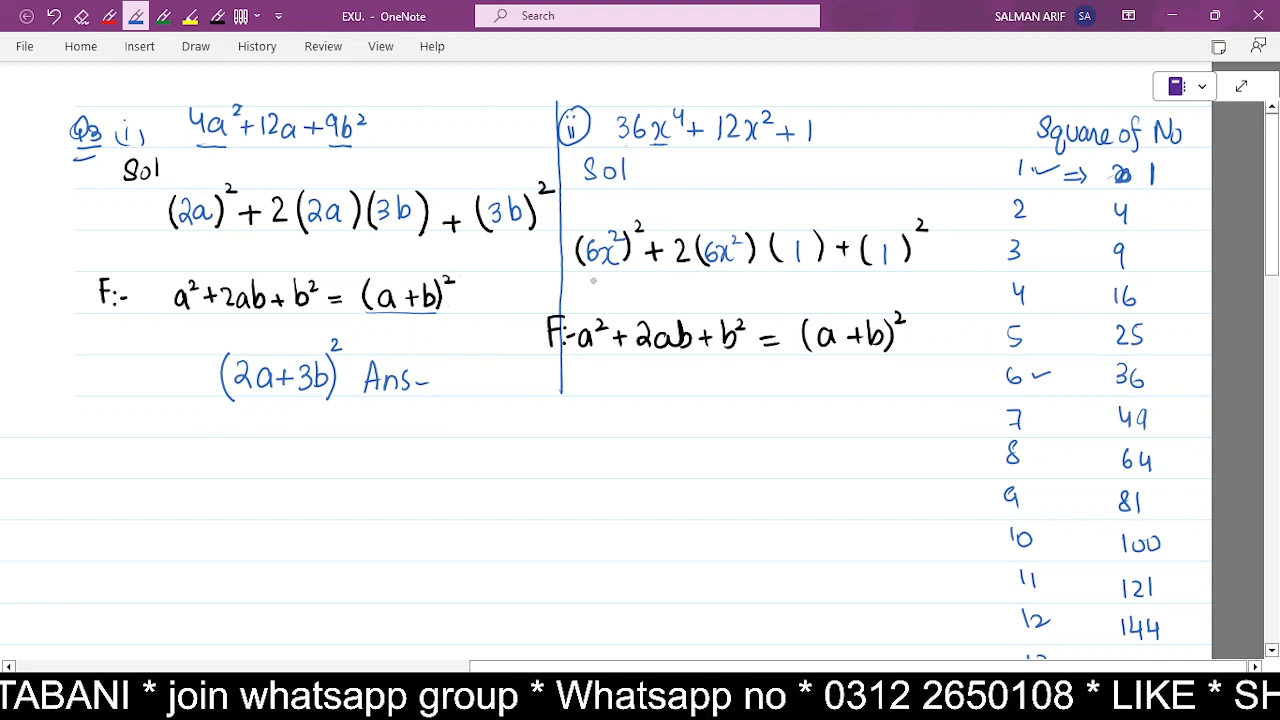 EXU. - OneNote
Search
SALMAN ARIF SA
File Home Insert Draw History Review View Help
Q3 (i) 4a²+12a+9b²
Sol
(2a)² + 2(2a)(3b) + (3b)²
F:- a²+2ab+b² = (a+b)²
(2a+3b)² Ans-
(ii) 36x⁴ + 12x² + 1
Sol
(6x²)² + 2(6x²)(1) + (1)²
F:- a² + 2ab + b² = (a+b)²
Square of No
1 ✓ ⇒ 1
2 4
3 9
4 16
5 25
6 ✓ 36
7 49
8 64
9 81
10 100
11 121
12 144
TABANI * join whatsapp group * Whatsapp no * 0312 2650108 * LIKE * SH